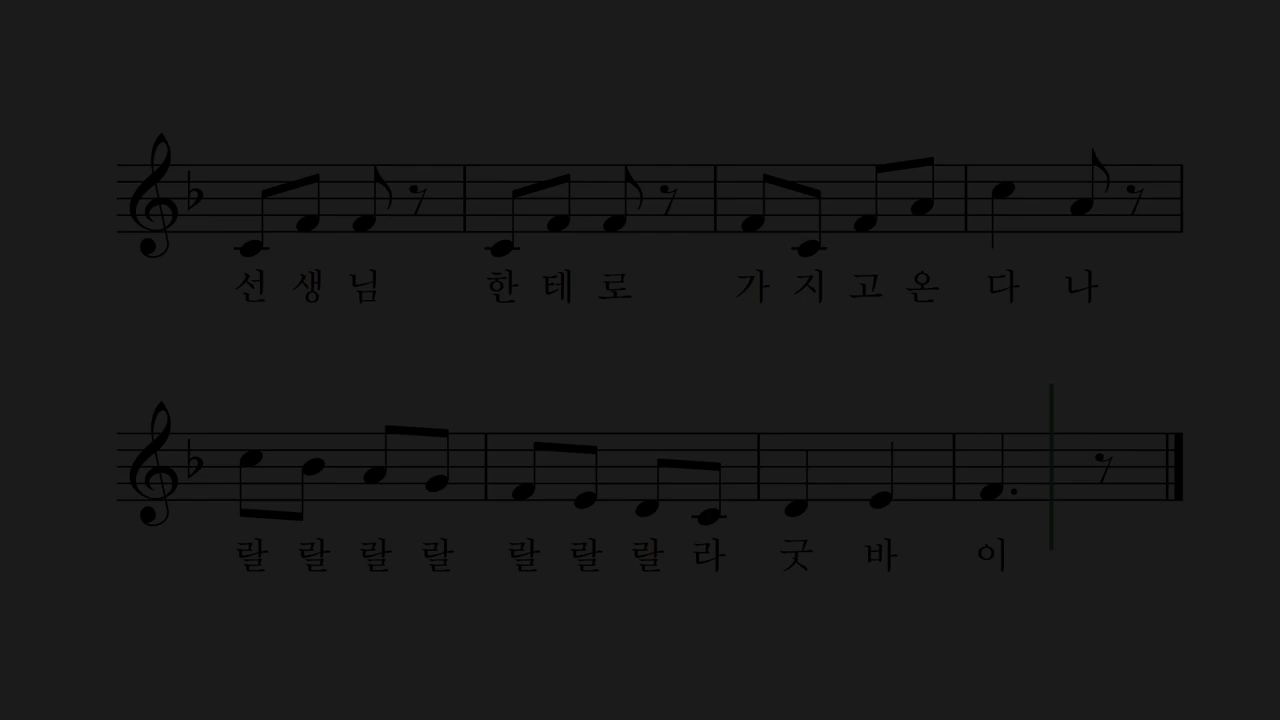 선 생 님 한 테 로 가 지 고 온 다 나
랄 랄 랄 랄 랄 랄 랄 라 굿 바 이